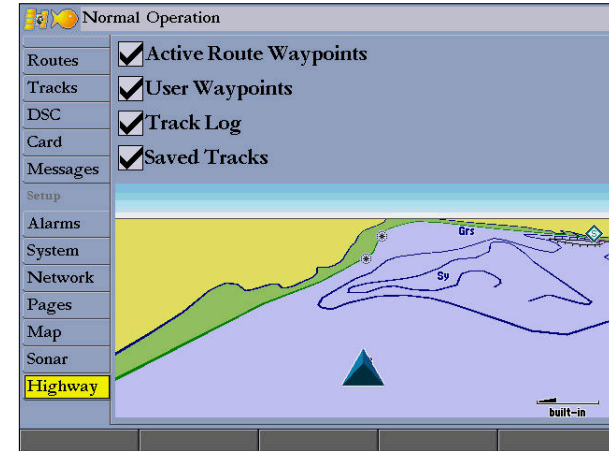 Normal Operation
Routes
Tracks
DSC
Card
Messages
Setup
Alarms
System
Network
Pages
Map
Sonar
Highway
Active Route Waypoints
User Waypoints
Track Log
Saved Tracks
Grs
S
Sy
built-in